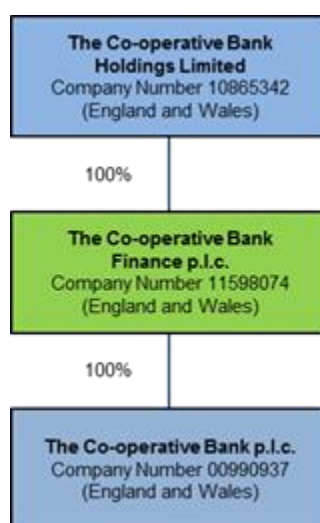 The Co-operative Bank
Holdings Limited
Company Number 10865342
(England and Wales)
100%
The Co-operative Bank
Finance p.l.c.
Company Number 11598074
(England and Wales)
100%
The Co-operative Bank p.l.c.
Company Number 00990937
(England and Wales)